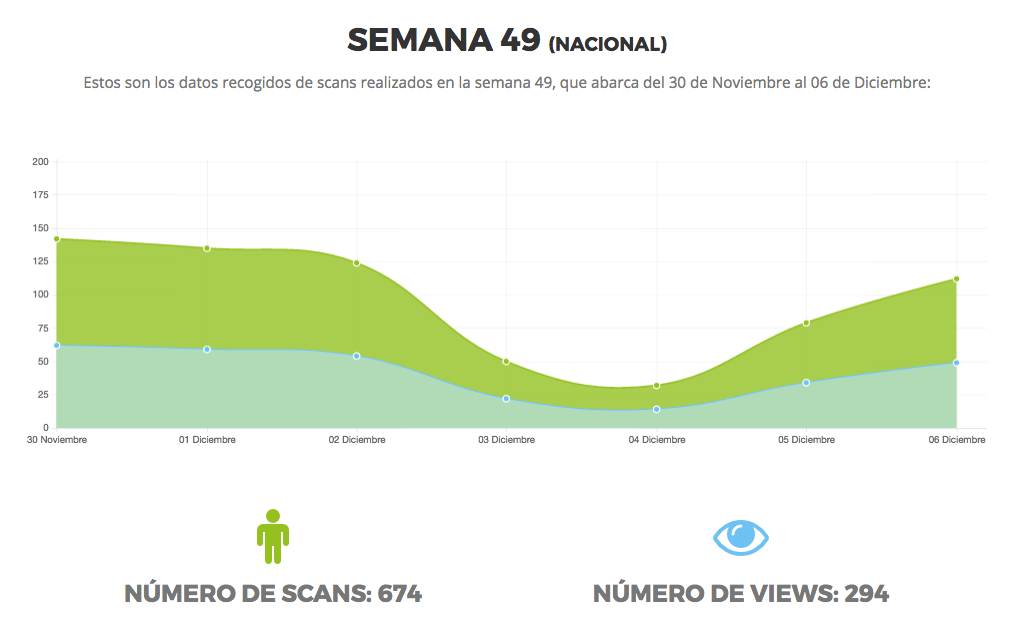 SEMANA 49 (NACIONAL)
Estos son los datos recogidos de scans realizados en la semana 49, que abarca del 30 de Noviembre al 06 de Diciembre:
200
175
150
125
100
75
50
25
0
30 Noviembre 01 Diciembre 02 Diciembre 03 Diciembre 04 Diciembre 05 Diciembre 06 Diciembre
NÚMERO DE SCANS: 674
NÚMERO DE VIEWS: 294